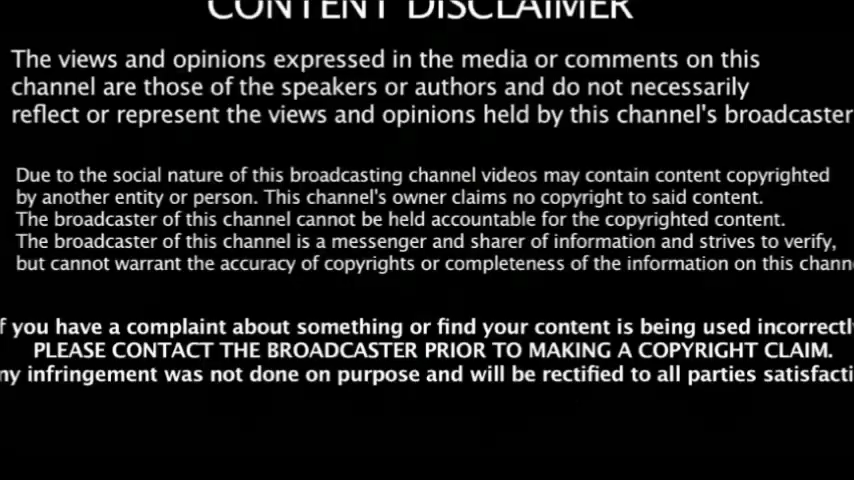 CONTENT DISCLAIMER
The views and opinions expressed in the media or comments on this
channel are those of the speakers or authors and do not necessarily
reflect or represent the views and opinions held by this channel's broadcaster
Due to the social nature of this broadcasting channel videos may contain content copyrighted
by another entity or person. This channel's owner claims no copyright to said content.
The broadcaster of this channel cannot be held accountable for the copyrighted content.
The broadcaster of this channel is a messenger and sharer of information and strives to verify,
but cannot warrant the accuracy of copyrights or completeness of the information on this chann
f you have a complaint about something or find your content is being used incorrectl
PLEASE CONTACT THE BROADCASTER PRIOR TO MAKING A COPYRIGHT CLAIM.
ny infringement was not done on purpose and will be rectified to all parties satisfacti